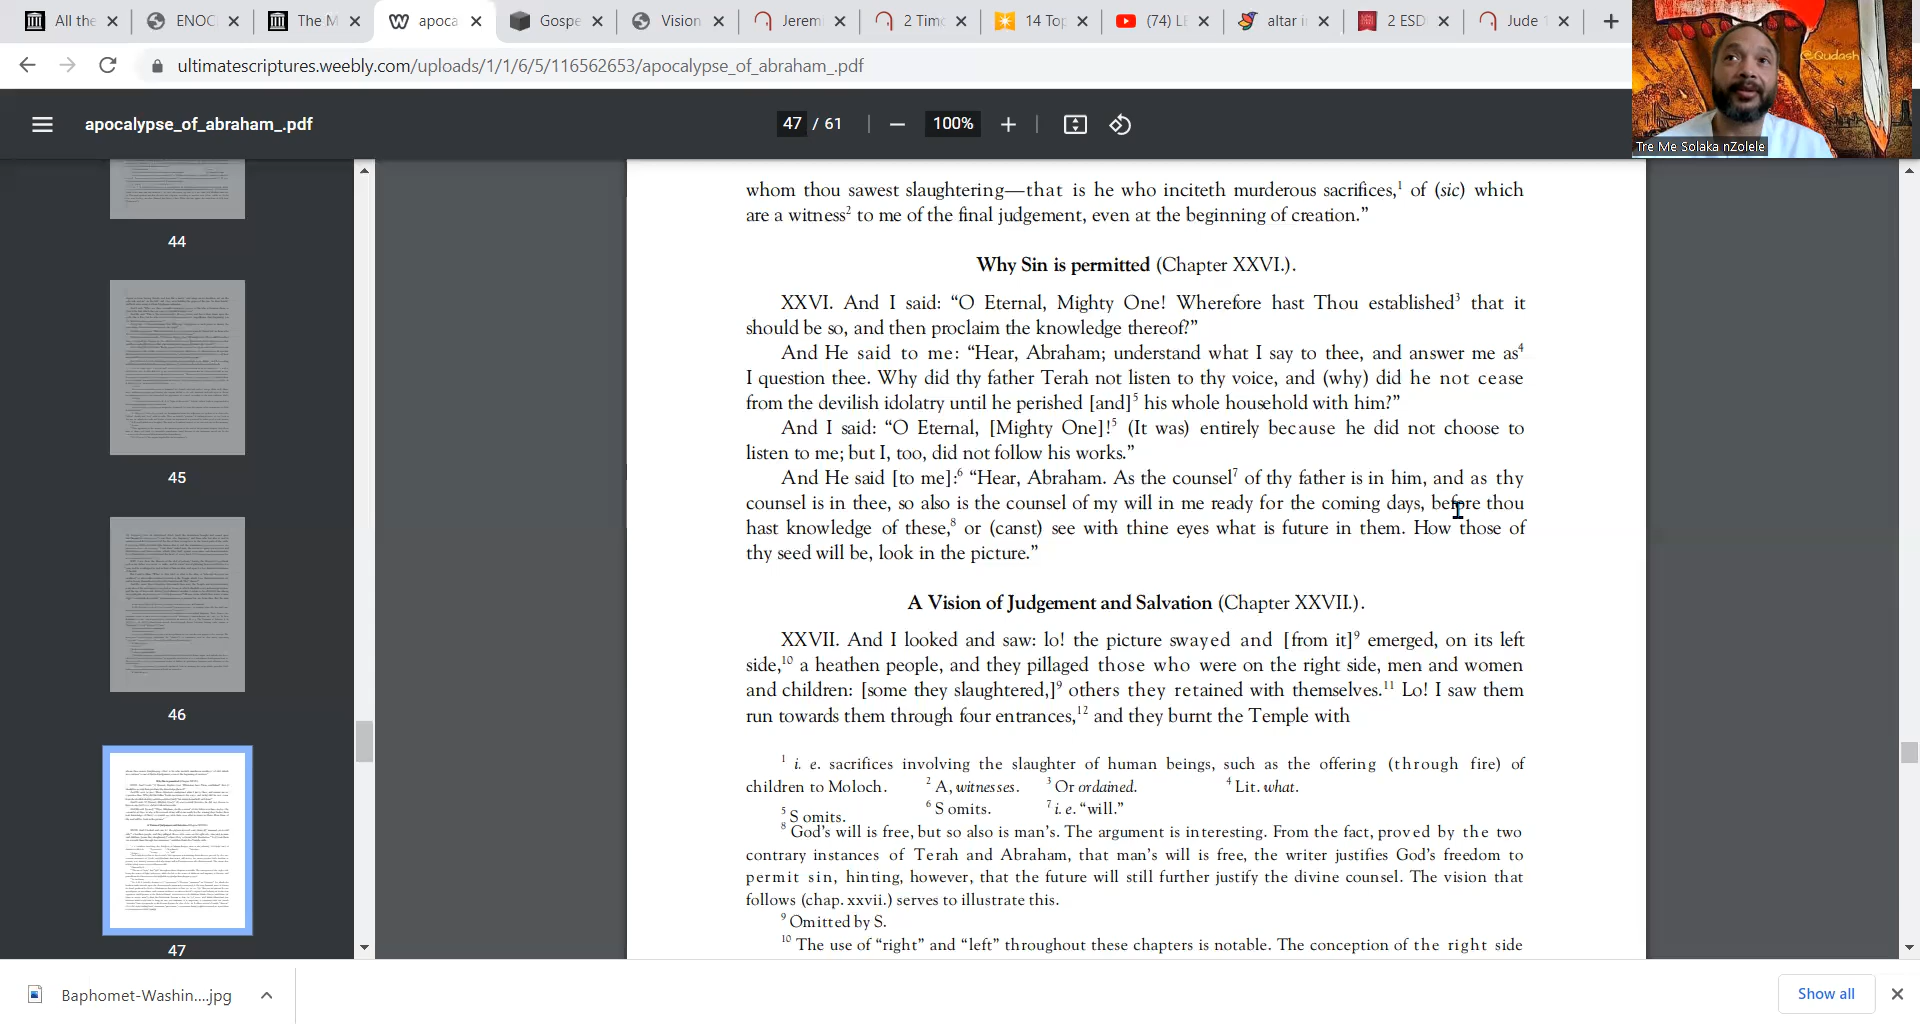 All the
ENOC
The M
apoca
Gospe
Vision
Jerem
2 Timo
14 Top
(74) LE
altar i
2 ESD
Jude
ultimatescriptures.weebly.com/uploads/1/1/6/5/116562653/apocalypse_of_abraham_.pdf
@Qudash
Tre Me Solaka nZolele
apocalypse_of_abraham_.pdf
47 / 61
100%
44
45
46
47
whom thou sawest slaughtering—that is he who inciteth murderous sacrifices,¹ of (sic) which
are a witness² to me of the final judgement, even at the beginning of creation.”
Why Sin is permitted (Chapter XXVI.).
XXVI. And I said: “O Eternal, Mighty One! Wherefore hast Thou established³ that it
should be so, and then proclaim the knowledge thereof?”
And He said to me: “Hear, Abraham; understand what I say to thee, and answer me as⁴
I question thee. Why did thy father Terah not listen to thy voice, and (why) did he not cease
from the devilish idolatry until he perished [and]⁵ his whole household with him?”
And I said: “O Eternal, [Mighty One]!⁵ (It was) entirely because he did not choose to
listen to me; but I, too, did not follow his works.”
And He said [to me]:⁶ “Hear, Abraham. As the counsel⁷ of thy father is in him, and as thy
counsel is in thee, so also is the counsel of my will in me ready for the coming days, before thou
hast knowledge of these,⁸ or (canst) see with thine eyes what is future in them. How those of
thy seed will be, look in the picture.”
A Vision of Judgement and Salvation (Chapter XXVII.).
XXVII. And I looked and saw: lo! the picture swayed and [from it]⁹ emerged, on its left
side,¹⁰ a heathen people, and they pillaged those who were on the right side, men and women
and children: [some they slaughtered,]⁹ others they retained with themselves.¹¹ Lo! I saw them
run towards them through four entrances,¹² and they burnt the Temple with
¹ i. e. sacrifices involving the slaughter of human beings, such as the offering (through fire) of
children to Moloch. ² A, witnesses. ³ Or ordained. ⁴ Lit. what.
⁵ S omits. ⁶ S omits. ⁷ i. e. “will.”
⁸ God’s will is free, but so also is man’s. The argument is interesting. From the fact, proved by the two
contrary instances of Terah and Abraham, that man’s will is free, the writer justifies God’s freedom to
permit sin, hinting, however, that the future will still further justify the divine counsel. The vision that
follows (chap. xxvii.) serves to illustrate this.
⁹ Omitted by S.
¹⁰ The use of “right” and “left” throughout these chapters is notable. The conception of the right side
Baphomet-Washin....jpg
Show all